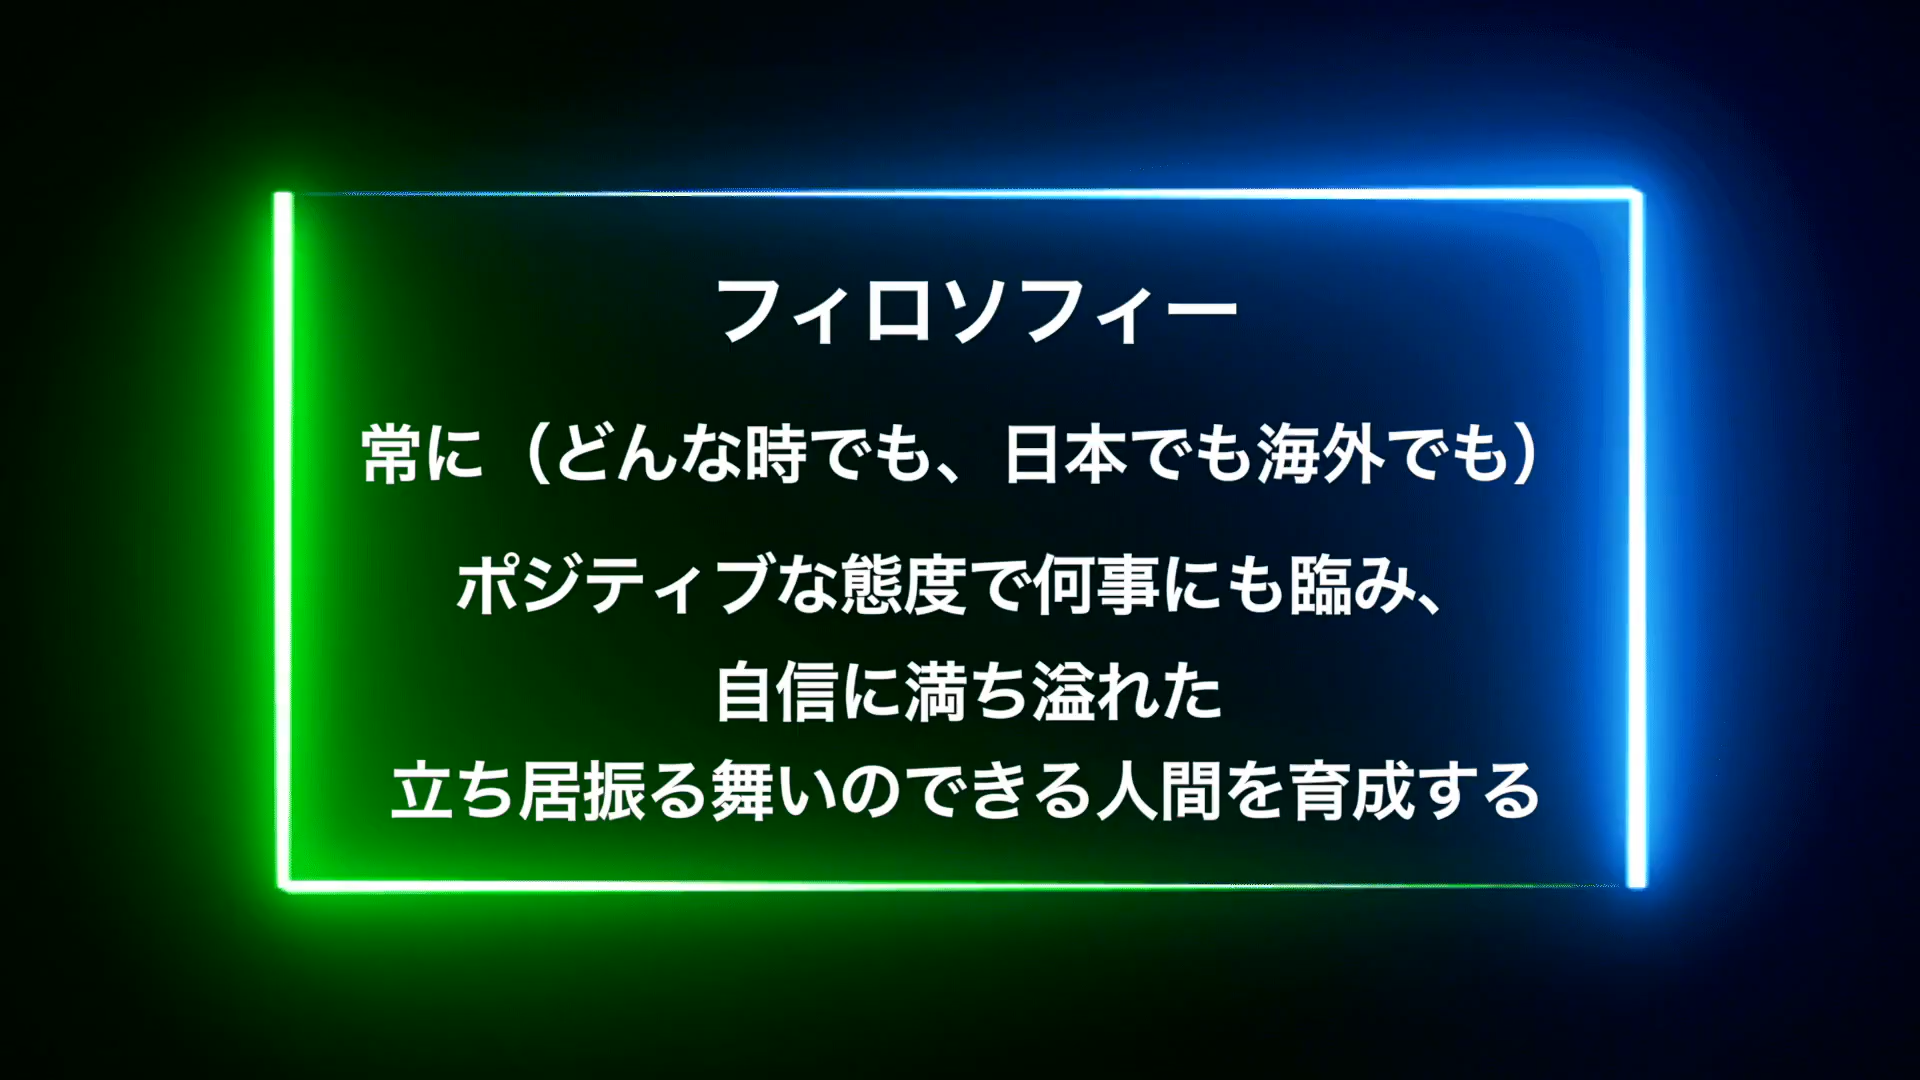 フィロソフィー
常に（どんな時でも、日本でも海外でも）
ポジティブな態度で何事にも臨み、
自信に満ち溢れた
立ち居振る舞いのできる人間を育成する